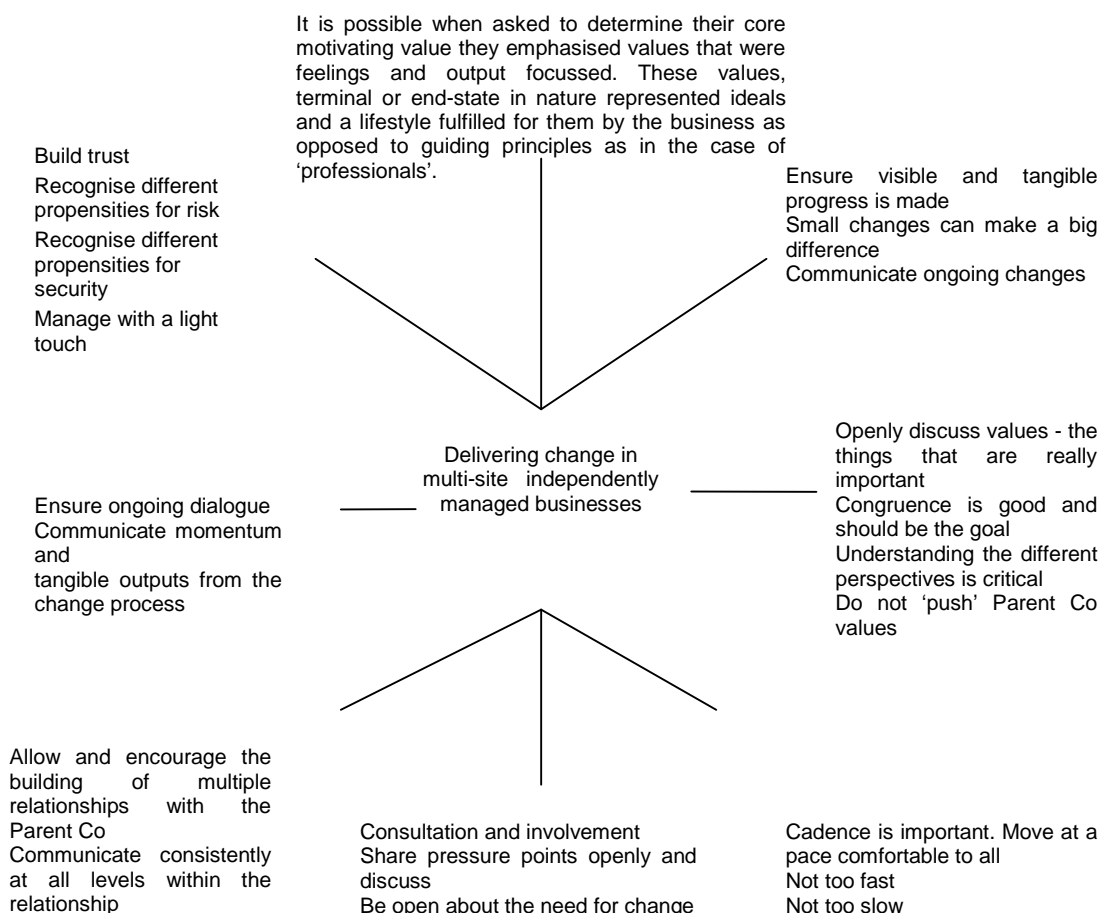 It is possible when asked to determine their core
motivating value they emphasised values that were
feelings and output focussed. These values,
terminal or end-state in nature represented ideals
and a lifestyle fulfilled for them by the business as
opposed to guiding principles as in the case of
‘professionals’.
Build trust
Recognise different
propensities for risk
Recognise different
propensities for
security
Manage with a light
touch
Ensure visible and tangible
progress is made
Small changes can make a big
difference
Communicate ongoing changes
Delivering change in
multi-site independently
managed businesses
Ensure ongoing dialogue
Communicate momentum
and
tangible outputs from the
change process
Openly discuss values - the
things that are really
important
Congruence is good and
should be the goal
Understanding the different
perspectives is critical
Do not ‘push’ Parent Co
values
Allow and encourage the
building of multiple
relationships with the
Parent Co
Communicate consistently
at all levels within the
relationship
Consultation and involvement
Share pressure points openly and
discuss
Be open about the need for change
Cadence is important. Move at a
pace comfortable to all
Not too fast
Not too slow